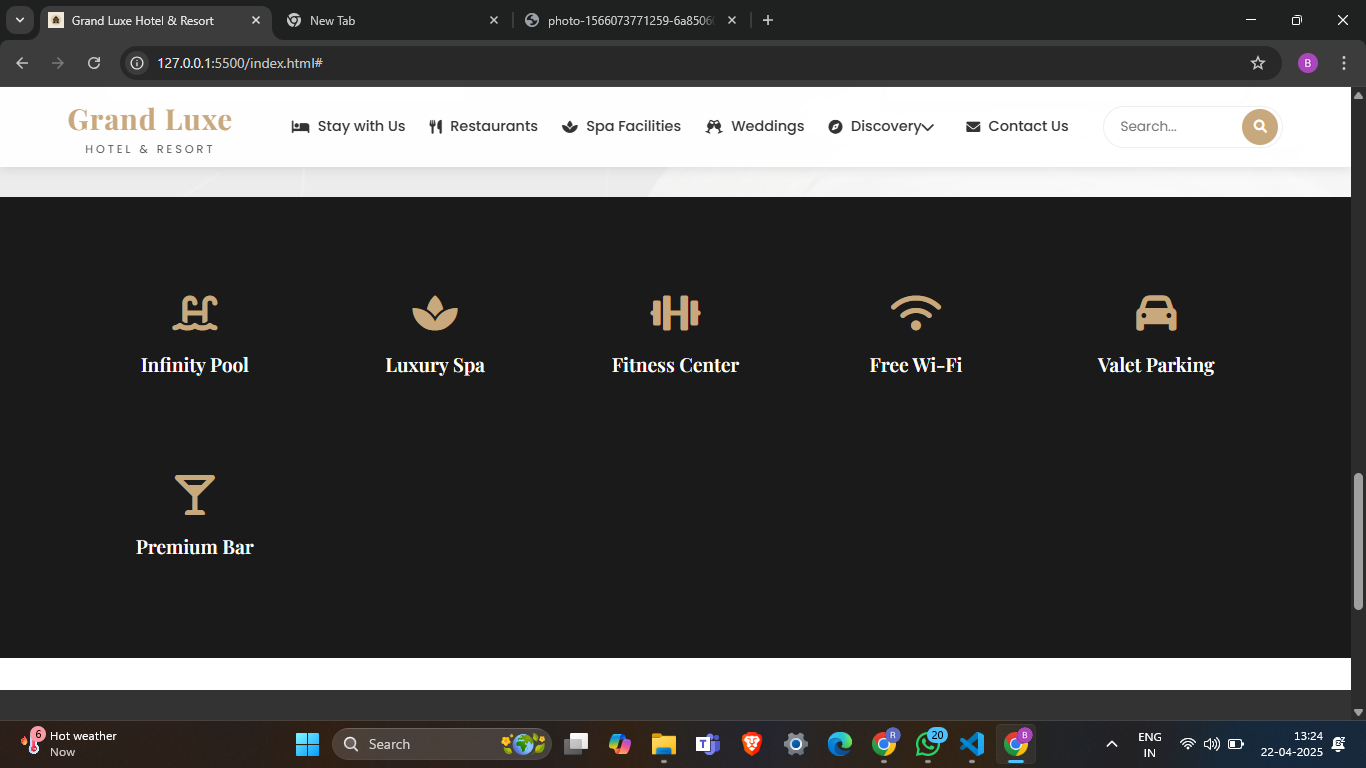 Grand Luxe Hotel & Resort
New Tab
photo-1566073771259-6a8506
127.0.0.1:5500/index.html#
B
Grand Luxe
HOTEL & RESORT
Stay with Us
Restaurants
Spa Facilities
Weddings
Discovery
Contact Us
Search...
Infinity Pool
Luxury Spa
Fitness Center
Free Wi-Fi
Valet Parking
Premium Bar
6
Hot weather
Now
Search
R
20
B
ENG
IN
13:24
22-04-2025